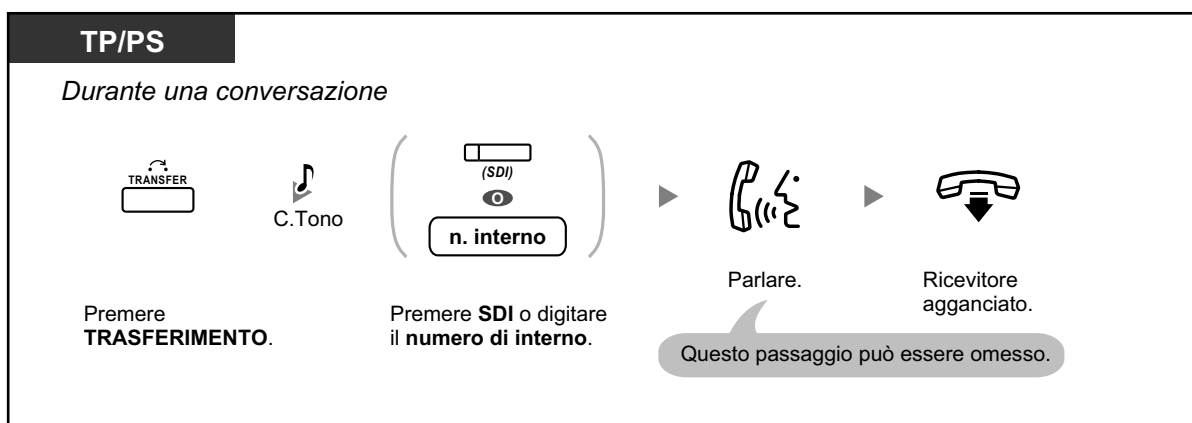 TP/PS
Durante una conversazione
TRANSFER
C.Tono
(SDI)
O
n. interno
Premere
TRASFERIMENTO.
Premere SDI o digitare
il numero di interno.
Parlare.
Ricevitore
agganciato.
Questo passaggio può essere omesso.